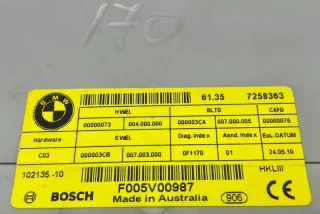 170
BMW
61.35 7258363
HWEL BLTD CAFD
00000073 004.000.000 000003CA 007.000.005 00000076
Hardware SWEL Diag. Index x Aend. Index x EoL-DATUM
C03 000003CB 007.003.000 0F1170 01 24.05.10
102135 -10 HKLIII
BOSCH F005V00987 CE
Made in Australia 906